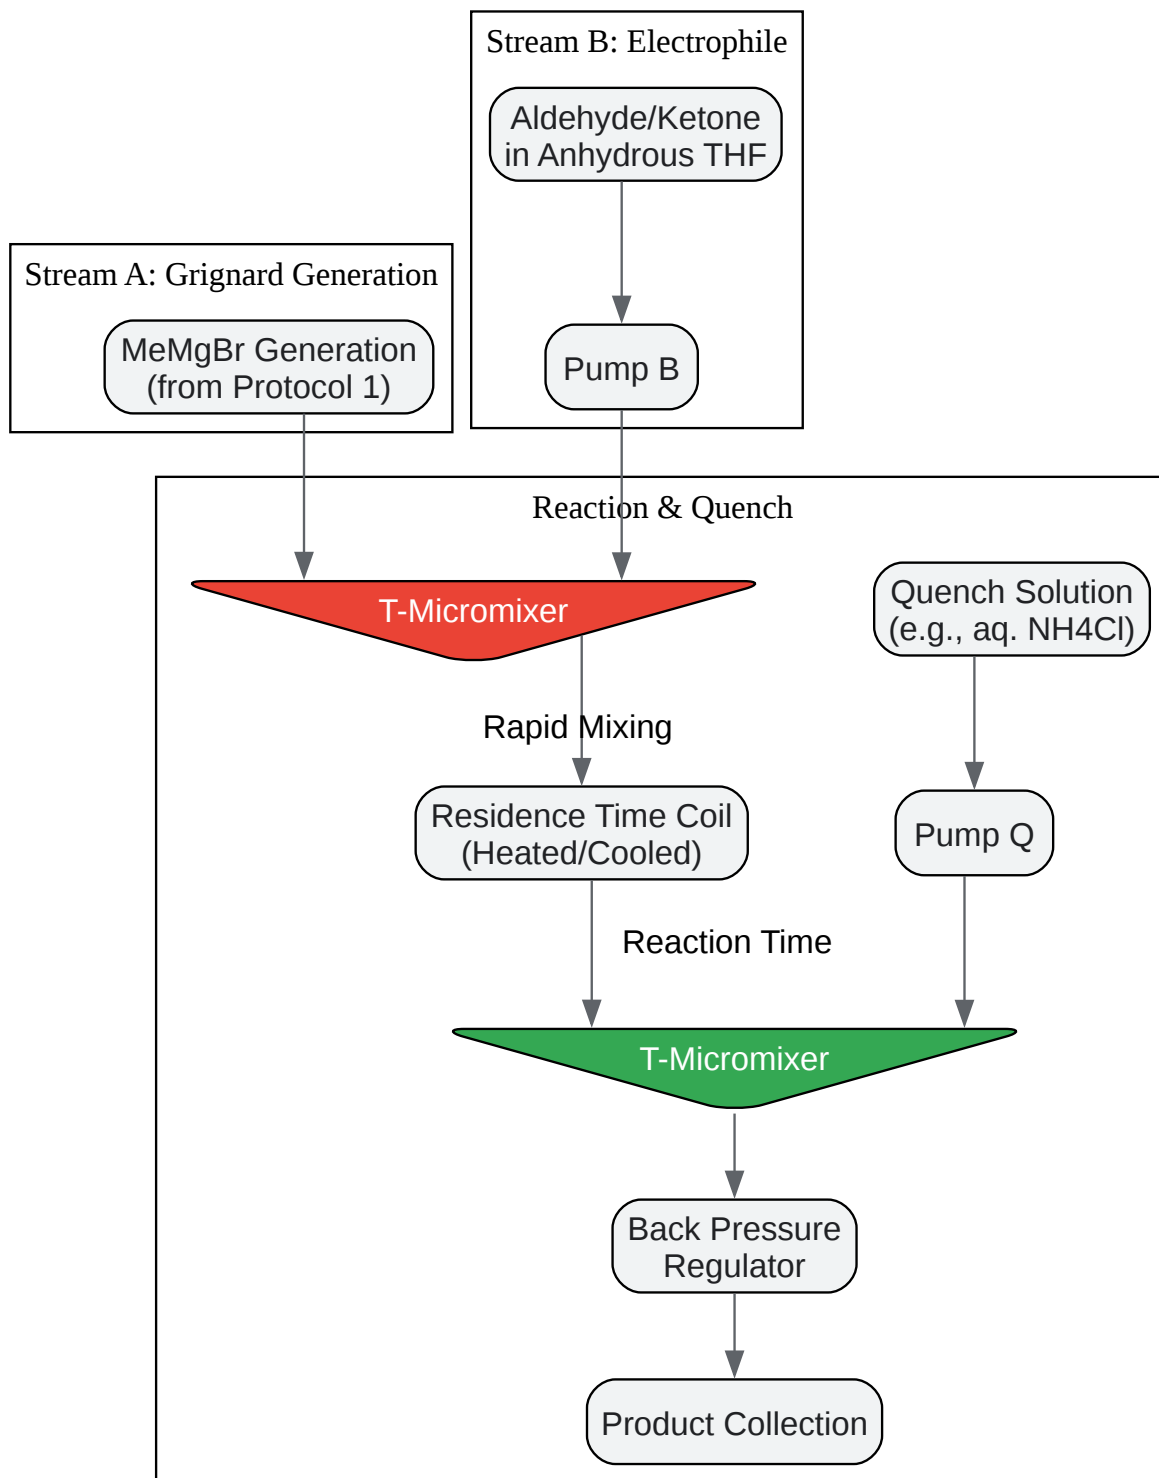 Stream B: Electrophile
Aldehyde/Ketone
in Anhydrous THF
Stream A: Grignard Generation
MeMgBr Generation
(from Protocol 1)
Pump B
Reaction & Quench
T-Micromixer
Quench Solution
(e.g., aq. NH4Cl)
Rapid Mixing
Residence Time Coil
(Heated/Cooled)
Pump Q
Reaction Time
T-Micromixer
Back Pressure
Regulator
Product Collection